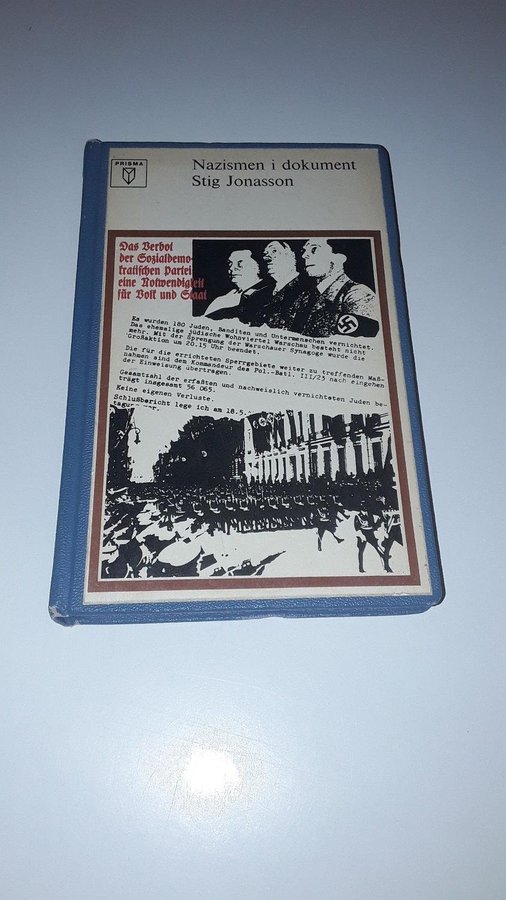 PRISMA
Nazismen i dokument
Stig Jonasson
Das Verbot
der Sozialdemo-
kratischen Partei
eine Notwendigkeit
für Volk und Staat
Es wurden 180 Juden, Banditen und Untermenschen vernichtet.
Das ehemalige jüdische Wohnviertel Warschau besteht nicht
mehr. Mit der Sprengung der Warschauer Synagoge wurde die
Großaktion um 20.15 Uhr beendet.
Die für die errichteten Sperrgebiete weiter zu treffenden Maß-
nahmen sind dem Kommandeur des Pol.-Batl. III/23 nach eingehen
der Einweisung übertragen.
Gesamtzahl der erfaßten und nachweislich vernichteten Juden be-
trägt insgesamt 56 065.
Keine eigenen Verluste.
Schlußbericht lege ich am 18.5.